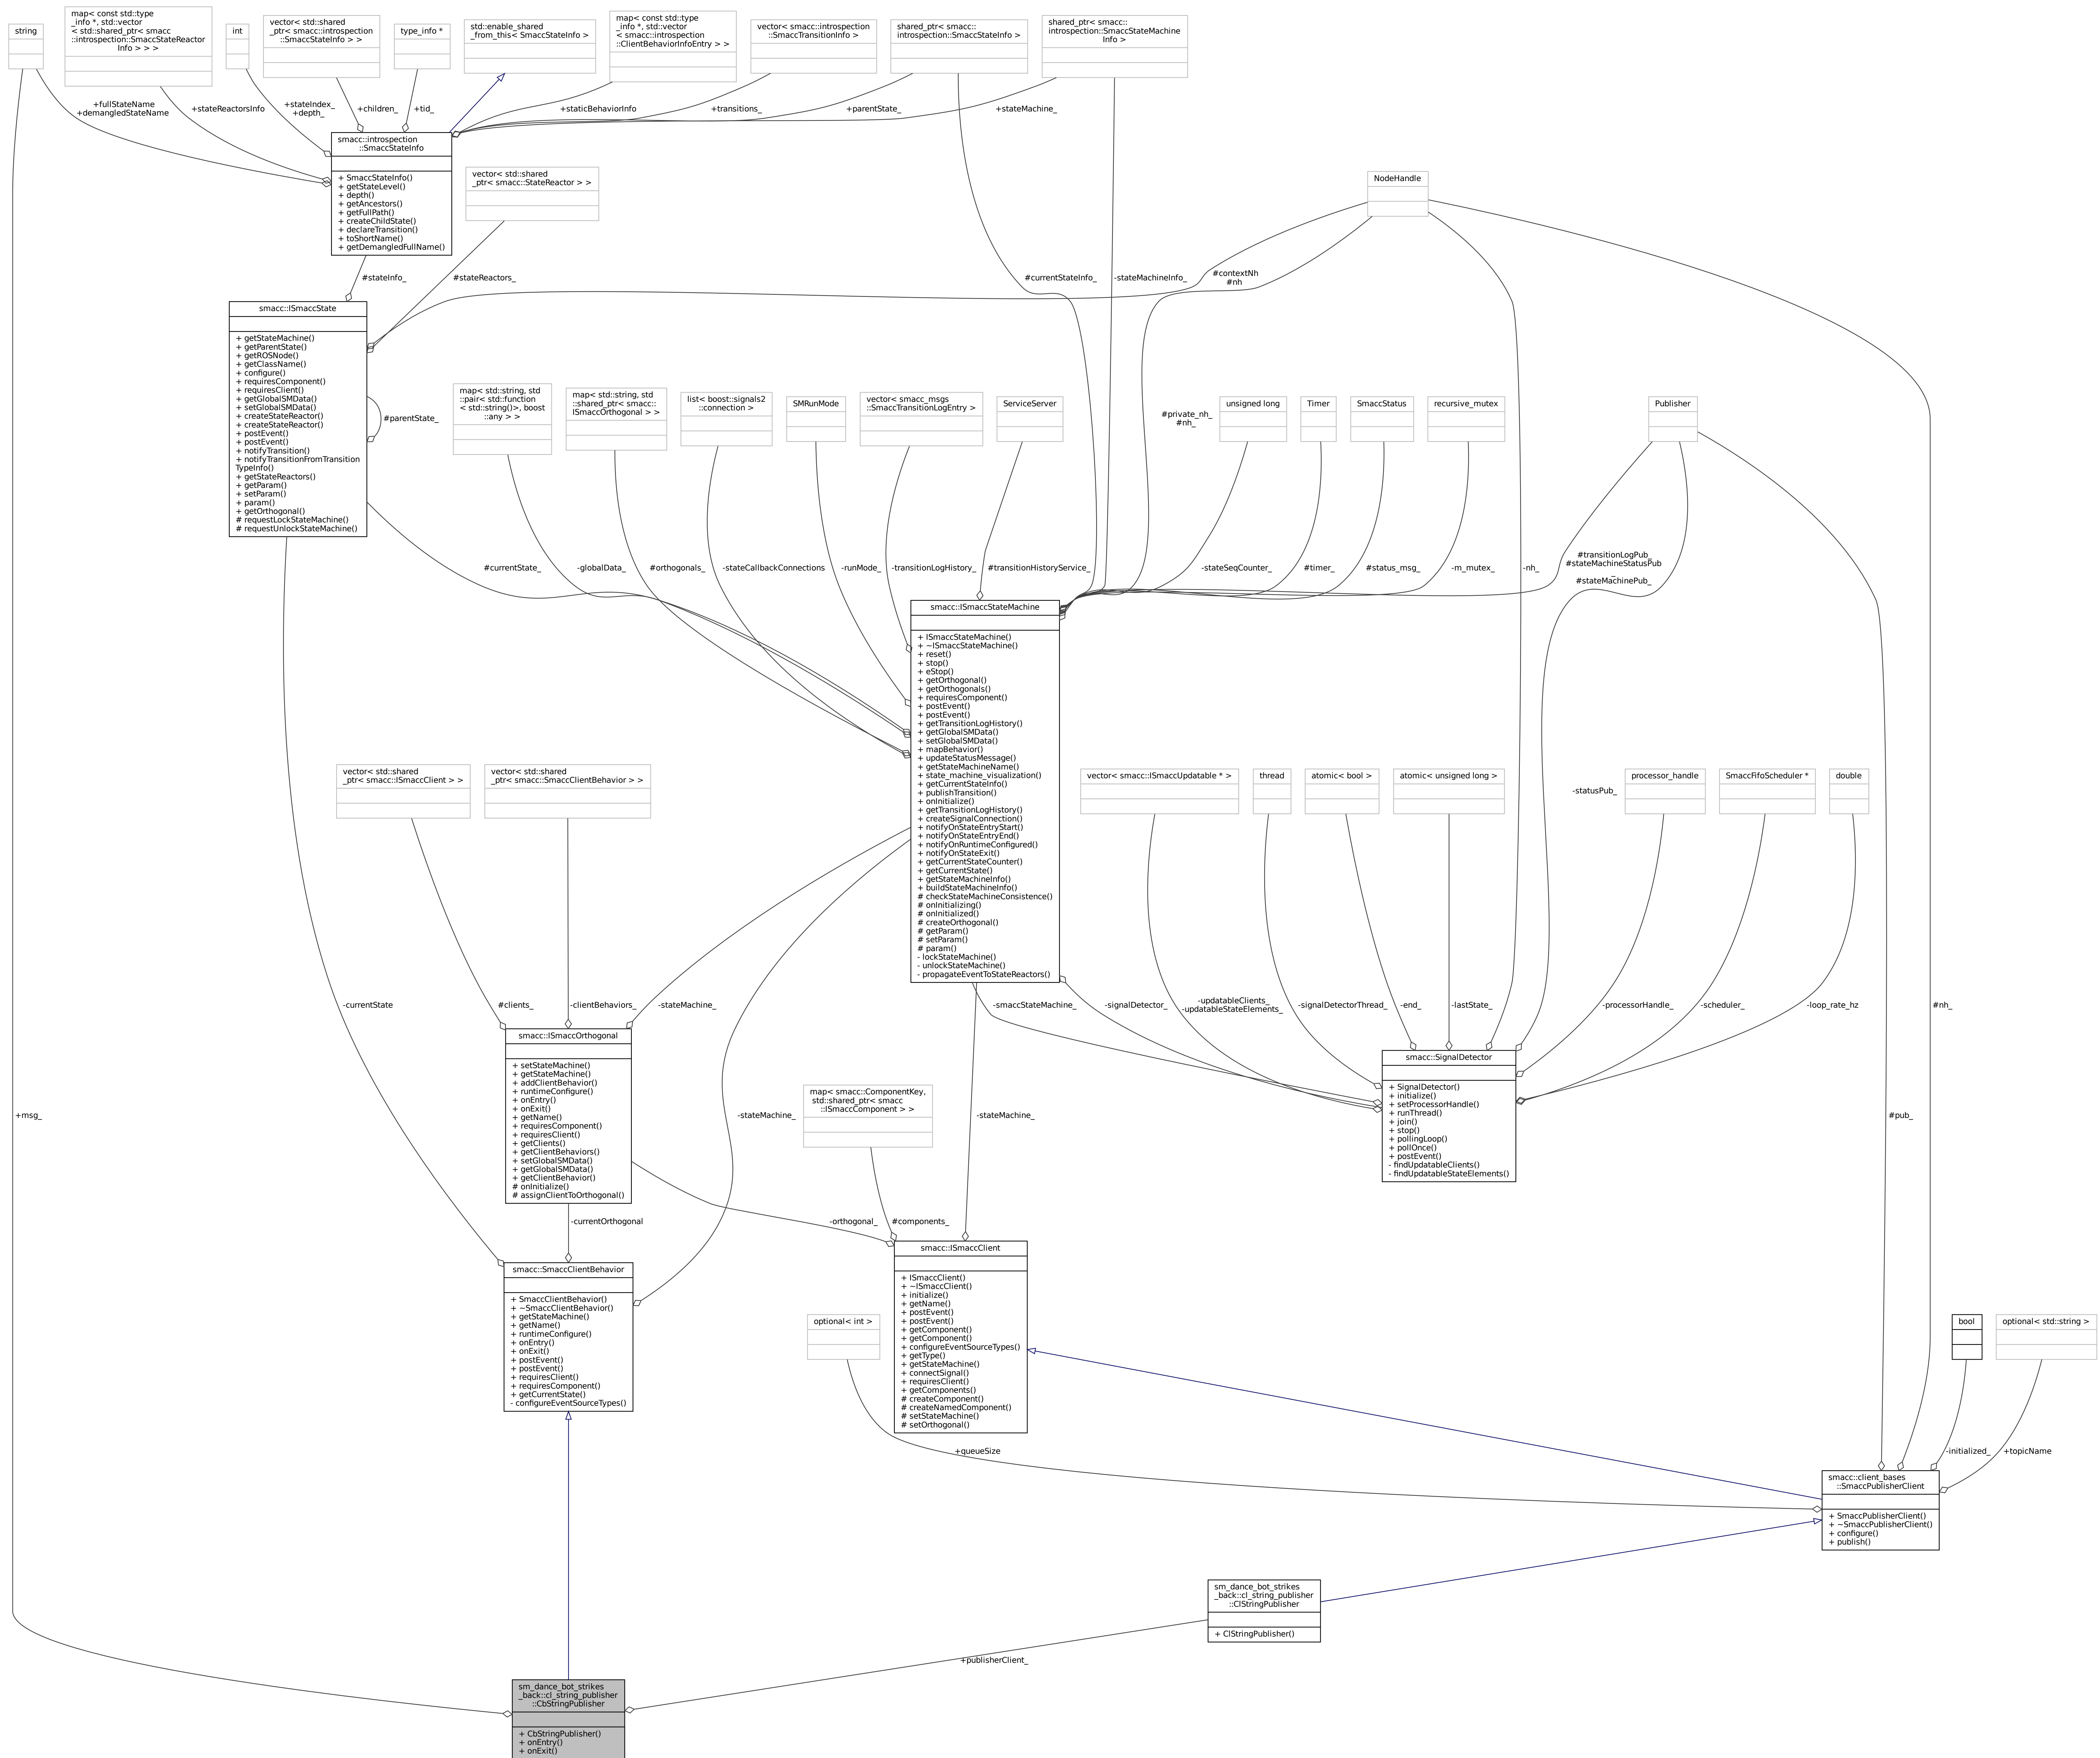 string
map< const std::type
_info *, std::vector
< std::shared_ptr< smacc
::introspection::SmaccStateReactor
Info > > >
int
vector< std::shared
_ptr< smacc::introspection
::SmaccStateInfo > >
type_info *
std::enable_shared
_from_this< SmaccStateInfo >
map< const std::type
_info *, std::vector
< smacc::introspection
::ClientBehaviorInfoEntry > >
vector< smacc::introspection
::SmaccTransitionInfo >
shared_ptr< smacc::
introspection::SmaccStateInfo >
shared_ptr< smacc::
introspection::SmaccStateMachine
Info >
+fullStateName
+demangledStateName
+stateReactorsInfo
+stateIndex_
+depth_
+children_
+tid_
+staticBehaviorInfo
+transitions_
+parentState_
+stateMachine_
smacc::introspection
::SmaccStateInfo
+ SmaccStateInfo()
+ getStateLevel()
+ depth()
+ getAncestors()
+ getFullPath()
+ createChildState()
+ declareTransition()
+ toShortName()
+ getDemangledFullName()
vector< std::shared
_ptr< smacc::StateReactor > >
NodeHandle
#stateInfo_
#stateReactors_
#currentStateInfo_
-stateMachineInfo_
#contextNh
#nh
smacc::ISmaccState
+ getStateMachine()
+ getParentState()
+ getROSNode()
+ getClassName()
+ configure()
+ requiresComponent()
+ requiresClient()
+ getGlobalSMData()
+ setGlobalSMData()
+ createStateReactor()
+ createStateReactor()
+ postEvent()
+ postEvent()
+ notifyTransition()
+ notifyTransitionFromTransition
TypeInfo()
+ getStateReactors()
+ getParam()
+ setParam()
+ param()
+ getOrthogonal()
# requestLockStateMachine()
# requestUnlockStateMachine()
#parentState_
map< std::string, std
::pair< std::function
< std::string()>, boost
::any > >
map< std::string, std
::shared_ptr< smacc::
ISmaccOrthogonal > >
list< boost::signals2
::connection >
SMRunMode
vector< smacc_msgs
::SmaccTransitionLogEntry >
ServiceServer
#private_nh_
#nh_
unsigned long
Timer
SmaccStatus
recursive_mutex
Publisher
#currentState_
-globalData_
#orthogonals_
-stateCallbackConnections
-runMode_
-transitionLogHistory_
#transitionHistoryService_
-stateSeqCounter_
#timer_
#status_msg_
-m_mutex_
-nh_
#transitionLogPub_
#stateMachineStatusPub
_
#stateMachinePub_
smacc::ISmaccStateMachine
+ ISmaccStateMachine()
+ ~ISmaccStateMachine()
+ reset()
+ stop()
+ eStop()
+ getOrthogonal()
+ getOrthogonals()
+ requiresComponent()
+ postEvent()
+ postEvent()
+ getTransitionLogHistory()
+ getGlobalSMData()
+ setGlobalSMData()
+ mapBehavior()
+ updateStatusMessage()
+ getStateMachineName()
+ state_machine_visualization()
+ getCurrentStateInfo()
+ publishTransition()
+ onInitialize()
+ getTransitionLogHistory()
+ createSignalConnection()
+ notifyOnStateEntryStart()
+ notifyOnStateEntryEnd()
+ notifyOnRuntimeConfigured()
+ notifyOnStateExit()
+ getCurrentStateCounter()
+ getCurrentState()
+ getStateMachineInfo()
+ buildStateMachineInfo()
# checkStateMachineConsistence()
# onInitializing()
# onInitialized()
# createOrthogonal()
# getParam()
# setParam()
# param()
- lockStateMachine()
- unlockStateMachine()
- propagateEventToStateReactors()
vector< std::shared
_ptr< smacc::ISmaccClient > >
vector< std::shared
_ptr< smacc::SmaccClientBehavior > >
vector< smacc::ISmaccUpdatable * >
thread
atomic< bool >
atomic< unsigned long >
-statusPub_
processor_handle
SmaccFifoScheduler *
double
-currentState
#clients_
-clientBehaviors_
-stateMachine_
-smaccStateMachine_
-signalDetector_
-updatableClients_
-updatableStateElements_
-signalDetectorThread_
-end_
-lastState_
-processorHandle_
-scheduler_
-loop_rate_hz
#nh_
smacc::ISmaccOrthogonal
+ setStateMachine()
+ getStateMachine()
+ addClientBehavior()
+ runtimeConfigure()
+ onEntry()
+ onExit()
+ getName()
+ requiresComponent()
+ requiresClient()
+ getClients()
+ getClientBehaviors()
+ setGlobalSMData()
+ getGlobalSMData()
+ getClientBehavior()
# onInitialize()
# assignClientToOrthogonal()
smacc::SignalDetector
+ SignalDetector()
+ initialize()
+ setProcessorHandle()
+ runThread()
+ join()
+ stop()
+ pollingLoop()
+ pollOnce()
+ postEvent()
- findUpdatableClients()
- findUpdatableStateElements()
map< smacc::ComponentKey,
std::shared_ptr< smacc
::ISmaccComponent > >
+msg_
-stateMachine_
-stateMachine_
#pub_
-currentOrthogonal
-orthogonal_
#components_
smacc::SmaccClientBehavior
+ SmaccClientBehavior()
+ ~SmaccClientBehavior()
+ getStateMachine()
+ getName()
+ runtimeConfigure()
+ onEntry()
+ onExit()
+ postEvent()
+ postEvent()
+ requiresClient()
+ requiresComponent()
+ getCurrentState()
- configureEventSourceTypes()
smacc::ISmaccClient
+ ISmaccClient()
+ ~ISmaccClient()
+ initialize()
+ getName()
+ postEvent()
+ postEvent()
+ getComponent()
+ getComponent()
+ configureEventSourceTypes()
+ getType()
+ getStateMachine()
+ connectSignal()
+ requiresClient()
+ getComponents()
# createComponent()
# createNamedComponent()
# setStateMachine()
# setOrthogonal()
optional< int >
bool
optional< std::string >
+queueSize
-initialized_
+topicName
smacc::client_bases
::SmaccPublisherClient
+ SmaccPublisherClient()
+ ~SmaccPublisherClient()
+ configure()
+ publish()
sm_dance_bot_strikes
_back::cl_string_publisher
::ClStringPublisher
+ ClStringPublisher()
+publisherClient_
sm_dance_bot_strikes
_back::cl_string_publisher
::CbStringPublisher
+ CbStringPublisher()
+ onEntry()
+ onExit()